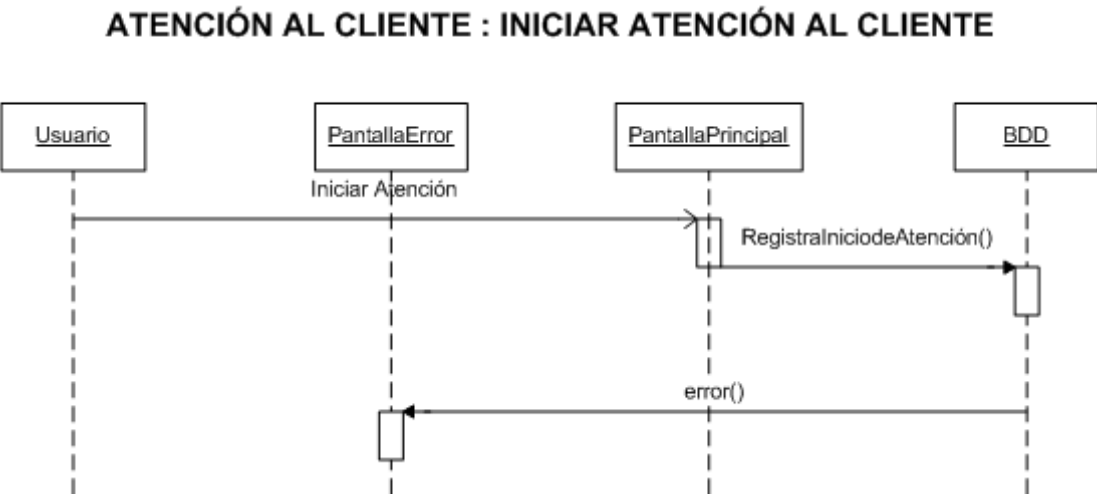 ATENCIÓN AL CLIENTE : INICIAR ATENCIÓN AL CLIENTE
Usuario
PantallaError
PantallaPrincipal
BDD
Iniciar Atención
RegistraIniciodeAtención()
error()